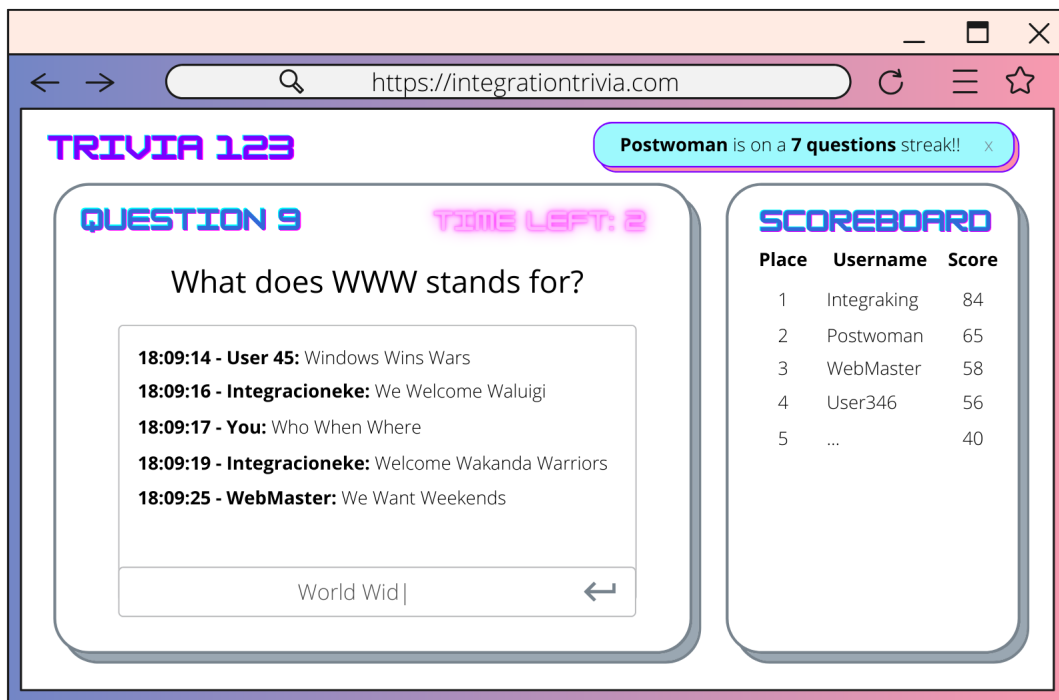 https://integrationtrivia.com
TRIVIA 123
Postwoman is on a 7 questions streak!! x
QUESTION 9
TIME LEFT: 2
What does WWW stands for?
18:09:14 - User 45: Windows Wins Wars
18:09:16 - Integracioneke: We Welcome Waluigi
18:09:17 - You: Who When Where
18:09:19 - Integracioneke: Welcome Wakanda Warriors
18:09:25 - WebMaster: We Want Weekends
World Wid|
SCOREBOARD
Place Username Score
1 Integraking 84
2 Postwoman 65
3 WebMaster 58
4 User346 56
5 ... 40